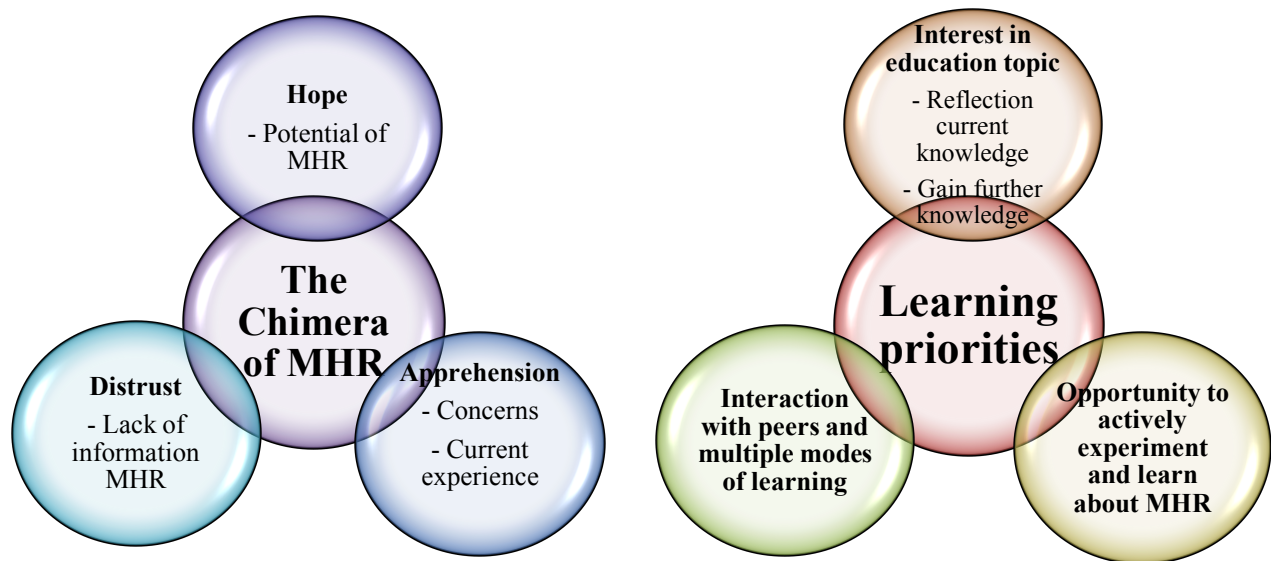 Hope
- Potential of
MHR
The
Chimera
of MHR
Distrust
- Lack of
information
MHR
Apprehension
- Concerns
- Current
experience
Interest in
education topic
- Reflection
current
knowledge
- Gain further
knowledge
Learning
priorities
Interaction
with peers and
multiple modes
of learning
Opportunity to
actively
experiment
and learn
about MHR